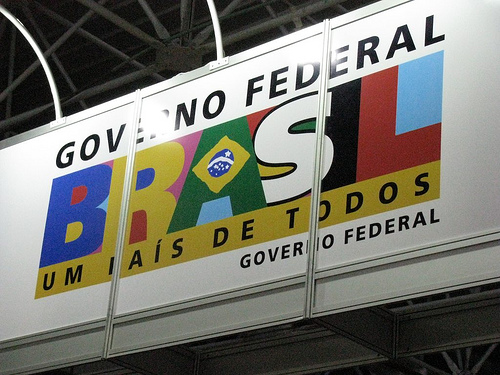 GOVERNO FEDERAL
BRASIL
UM PAÍS DE TODOS
GOVERNO FEDERAL